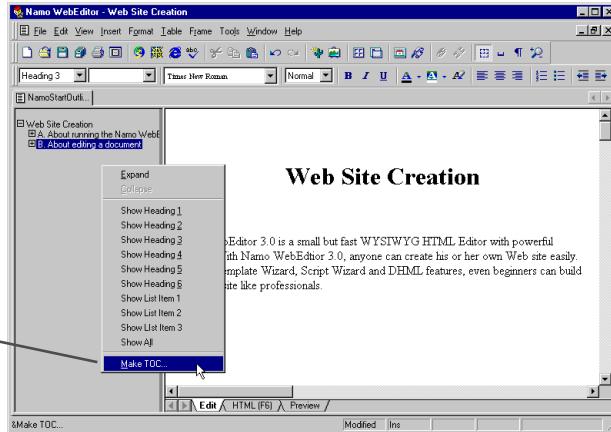 Namo WebEditor - Web Site Creation
File Edit View Insert Format Table Frame Tools Window Help
Heading 3 Times New Roman Normal B I U A A
NamoStartOutli...
Web Site Creation
A. About running the Namo WebE
B. About editing a document
Expand
Collapse
Show Heading 1
Show Heading 2
Show Heading 3
Show Heading 4
Show Heading 5
Show Heading 6
Show List Item 1
Show List Item 2
Show LIst Item 3
Show All
Make TOC...
Web Site Creation
bEditor 3.0 is a small but fast WYSIWYG HTML Editor with powerful
ith Namo WebEdtior 3.0, anyone can create his or her own Web site easily.
emplate Wizard, Script Wizard and DHML features, even beginners can build
site like professionals.
Edit HTML (F6) Preview
&Make TOC... Modified Ins